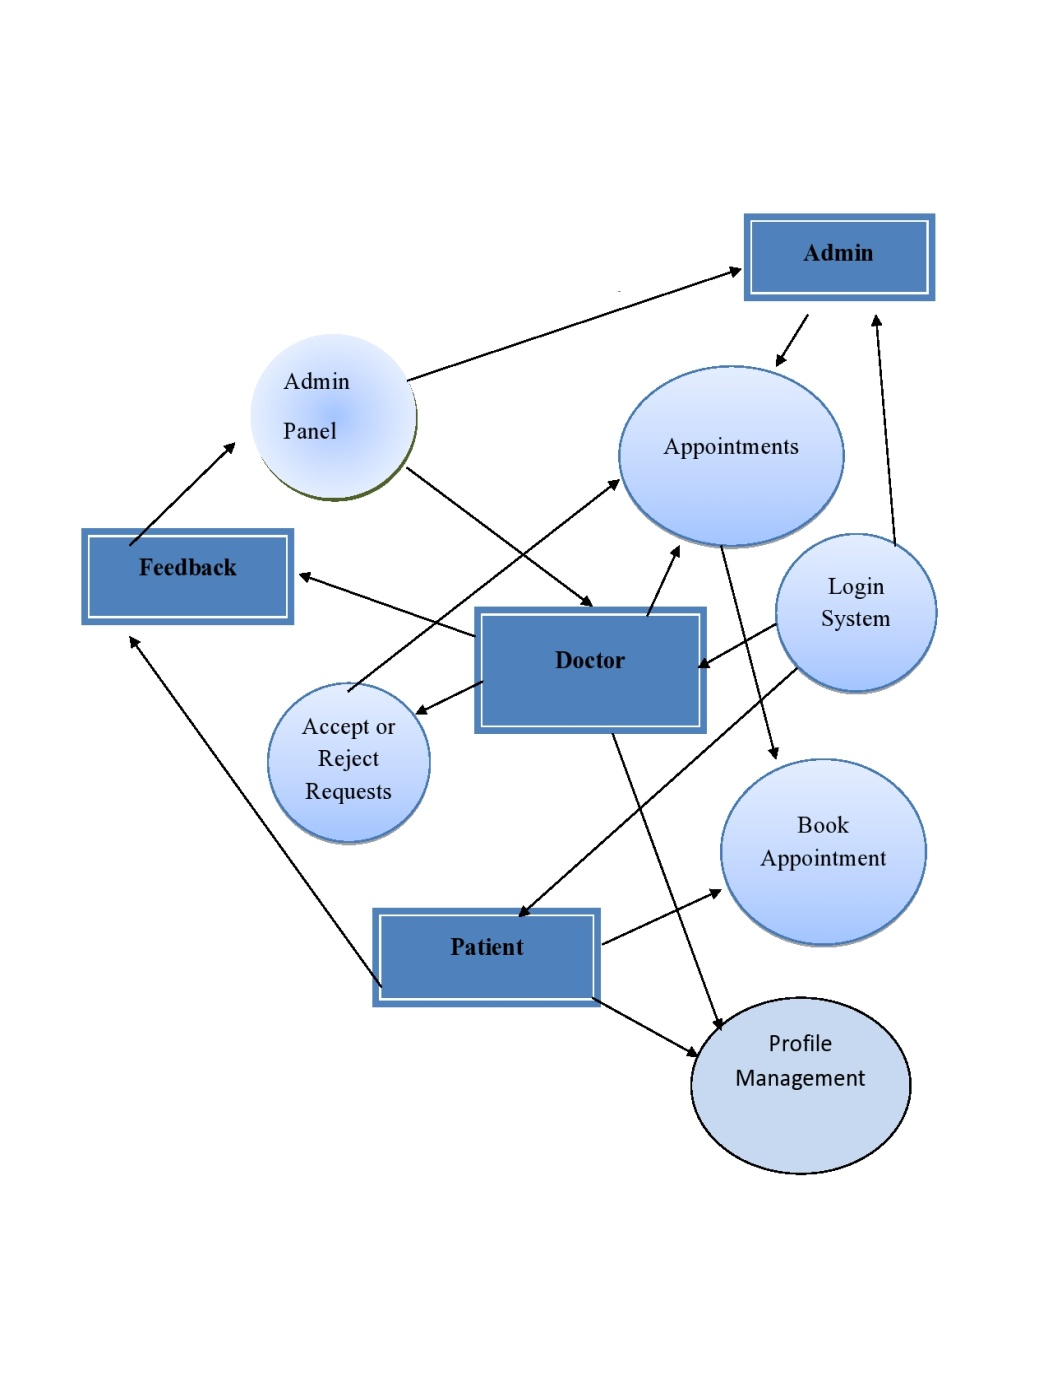 Admin
Admin
Panel
Appointments
Feedback
Login
System
Doctor
Accept or
Reject
Requests
Book
Appointment
Patient
Profile
Management